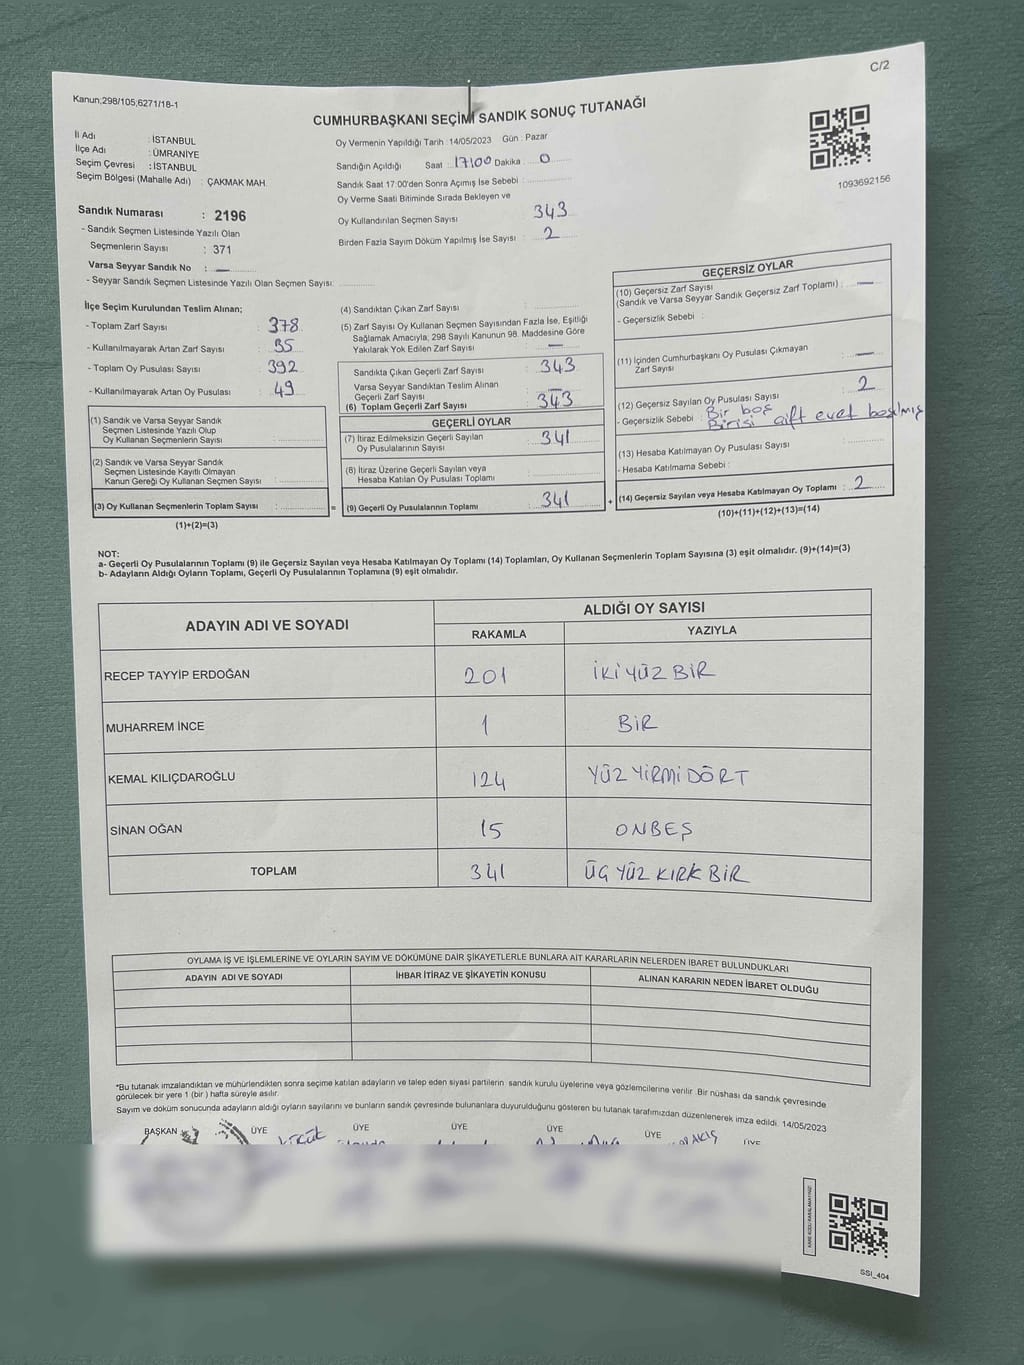 C/2
Kanun;298/105;6271/18-1
CUMHURBAŞKANI SEÇİMİ SANDIK SONUÇ TUTANAĞI
İl Adı : İSTANBUL
İlçe Adı : ÜMRANİYE
Seçim Çevresi : İSTANBUL
Seçim Bölgesi (Mahalle Adı) : ÇAKMAK MAH.
Oy Vermenin Yapıldığı Tarih : 14/05/2023 Gün : Pazar
Sandığın Açıldığı Saat : 17:00 Dakika : 0
Sandık Saat 17:00'den Sonra Açımış İse Sebebi :
Oy Verme Saati Bitiminde Sırada Bekleyen ve
Oy Kullandırılan Seçmen Sayısı : 343
Birden Fazla Sayım Döküm Yapılmış İse Sayısı : 2
1093692156
Sandık Numarası : 2196
- Sandık Seçmen Listesinde Yazılı Olan
Seçmenlerin Sayısı : 371
Varsa Seyyar Sandık No : —
- Seyyar Sandık Seçmen Listesinde Yazılı Olan Seçmen Sayısı:
İlçe Seçim Kurulundan Teslim Alınan;
- Toplam Zarf Sayısı : 378
- Kullanılmayarak Artan Zarf Sayısı : 35
- Toplam Oy Pusulası Sayısı : 392
- Kullanılmayarak Artan Oy Pusulası : 49
(1) Sandık ve Varsa Seyyar Sandık
Seçmen Listesinde Yazılı Olup
Oy Kullanan Seçmenlerin Sayısı :
(2) Sandık ve Varsa Seyyar Sandık
Seçmen Listesinde Kayıtlı Olmayan
Kanun Gereği Oy Kullanan Seçmen Sayısı :
(3) Oy Kullanan Seçmenlerin Toplam Sayısı :
(1)+(2)=(3)
(4) Sandıktan Çıkan Zarf Sayısı :
(5) Zarf Sayısı Oy Kullanan Seçmen Sayısından Fazla İse, Eşitliği
Sağlamak Amacıyla; 298 Sayılı Kanunun 98. Maddesine Göre
Yakılarak Yok Edilen Zarf Sayısı : —
Sandıkta Çıkan Geçerli Zarf Sayısı : 343
Varsa Seyyar Sandıktan Teslim Alınan
Geçerli Zarf Sayısı : —
(6) Toplam Geçerli Zarf Sayısı : 343
GEÇERLİ OYLAR
(7) İtiraz Edilmeksizin Geçerli Sayılan
Oy Pusulalarının Sayısı : 341
(8) İtiraz Üzerine Geçerli Sayılan veya
Hesaba Katılan Oy Pusulası Toplamı :
= (9) Geçerli Oy Pusulalarının Toplamı : 341 +
GEÇERSİZ OYLAR
(10) Geçersiz Zarf Sayısı
(Sandık ve Varsa Seyyar Sandık Geçersiz Zarf Toplamı) : —
- Geçersizlik Sebebi :
(11) İçinden Cumhurbaşkanı Oy Pusulası Çıkmayan
Zarf Sayısı : —
(12) Geçersiz Sayılan Oy Pusulası Sayısı : 2
- Geçersizlik Sebebi : Bir boş
Birisi çift evet basılmış
(13) Hesaba Katılmayan Oy Pusulası Sayısı :
- Hesaba Katılmama Sebebi :
(14) Geçersiz Sayılan veya Hesaba Katılmayan Oy Toplamı : 2
(10)+(11)+(12)+(13)=(14)
NOT:
a- Geçerli Oy Pusulalarının Toplamı (9) ile Geçersiz Sayılan veya Hesaba Katılmayan Oy Toplamı (14) Toplamları, Oy Kullanan Seçmenlerin Toplam Sayısına (3) eşit olmalıdır. (9)+(14)=(3)
b- Adayların Aldığı Oyların Toplamı, Geçerli Oy Pusulalarının Toplamına (9) eşit olmalıdır.
ADAYIN ADI VE SOYADI ALDIĞI OY SAYISI
RAKAMLA YAZIYLA
RECEP TAYYİP ERDOĞAN 201 İKİ YÜZ BİR
MUHARREM İNCE 1 BİR
KEMAL KILIÇDAROĞLU 124 YÜZ YİRMİ DÖRT
SİNAN OĞAN 15 ONBEŞ
TOPLAM 341 ÜÇ YÜZ KIRK BİR
OYLAMA İŞ VE İŞLEMLERİNE VE OYLARIN SAYIM VE DÖKÜMÜNE DAİR ŞİKAYETLERLE BUNLARA AİT KARARLARIN NELERDEN İBARET BULUNDUKLARI
ADAYIN ADI VE SOYADI İHBAR İTİRAZ VE ŞİKAYETİN KONUSU ALINAN KARARIN NEDEN İBARET OLDUĞU
*Bu tutanak imzalandıktan ve mühürlendikten sonra seçime katılan adayların ve talep eden siyasi partilerin sandık kurulu üyelerine veya gözlemcilerine verilir. Bir nüshası da sandık çevresinde
görülecek bir yere 1 (bir) hafta süreyle asılır.
Sayım ve döküm sonucunda adayların aldığı oyların sayılarını ve bunların sandık çevresinde bulunanlara duyurulduğunu gösteren bu tutanak tarafımızdan düzenlenerek imza edildi. 14/05/2023
BAŞKAN ÜYE ÜYE ÜYE ÜYE ÜYE ÜYE
SSI_404